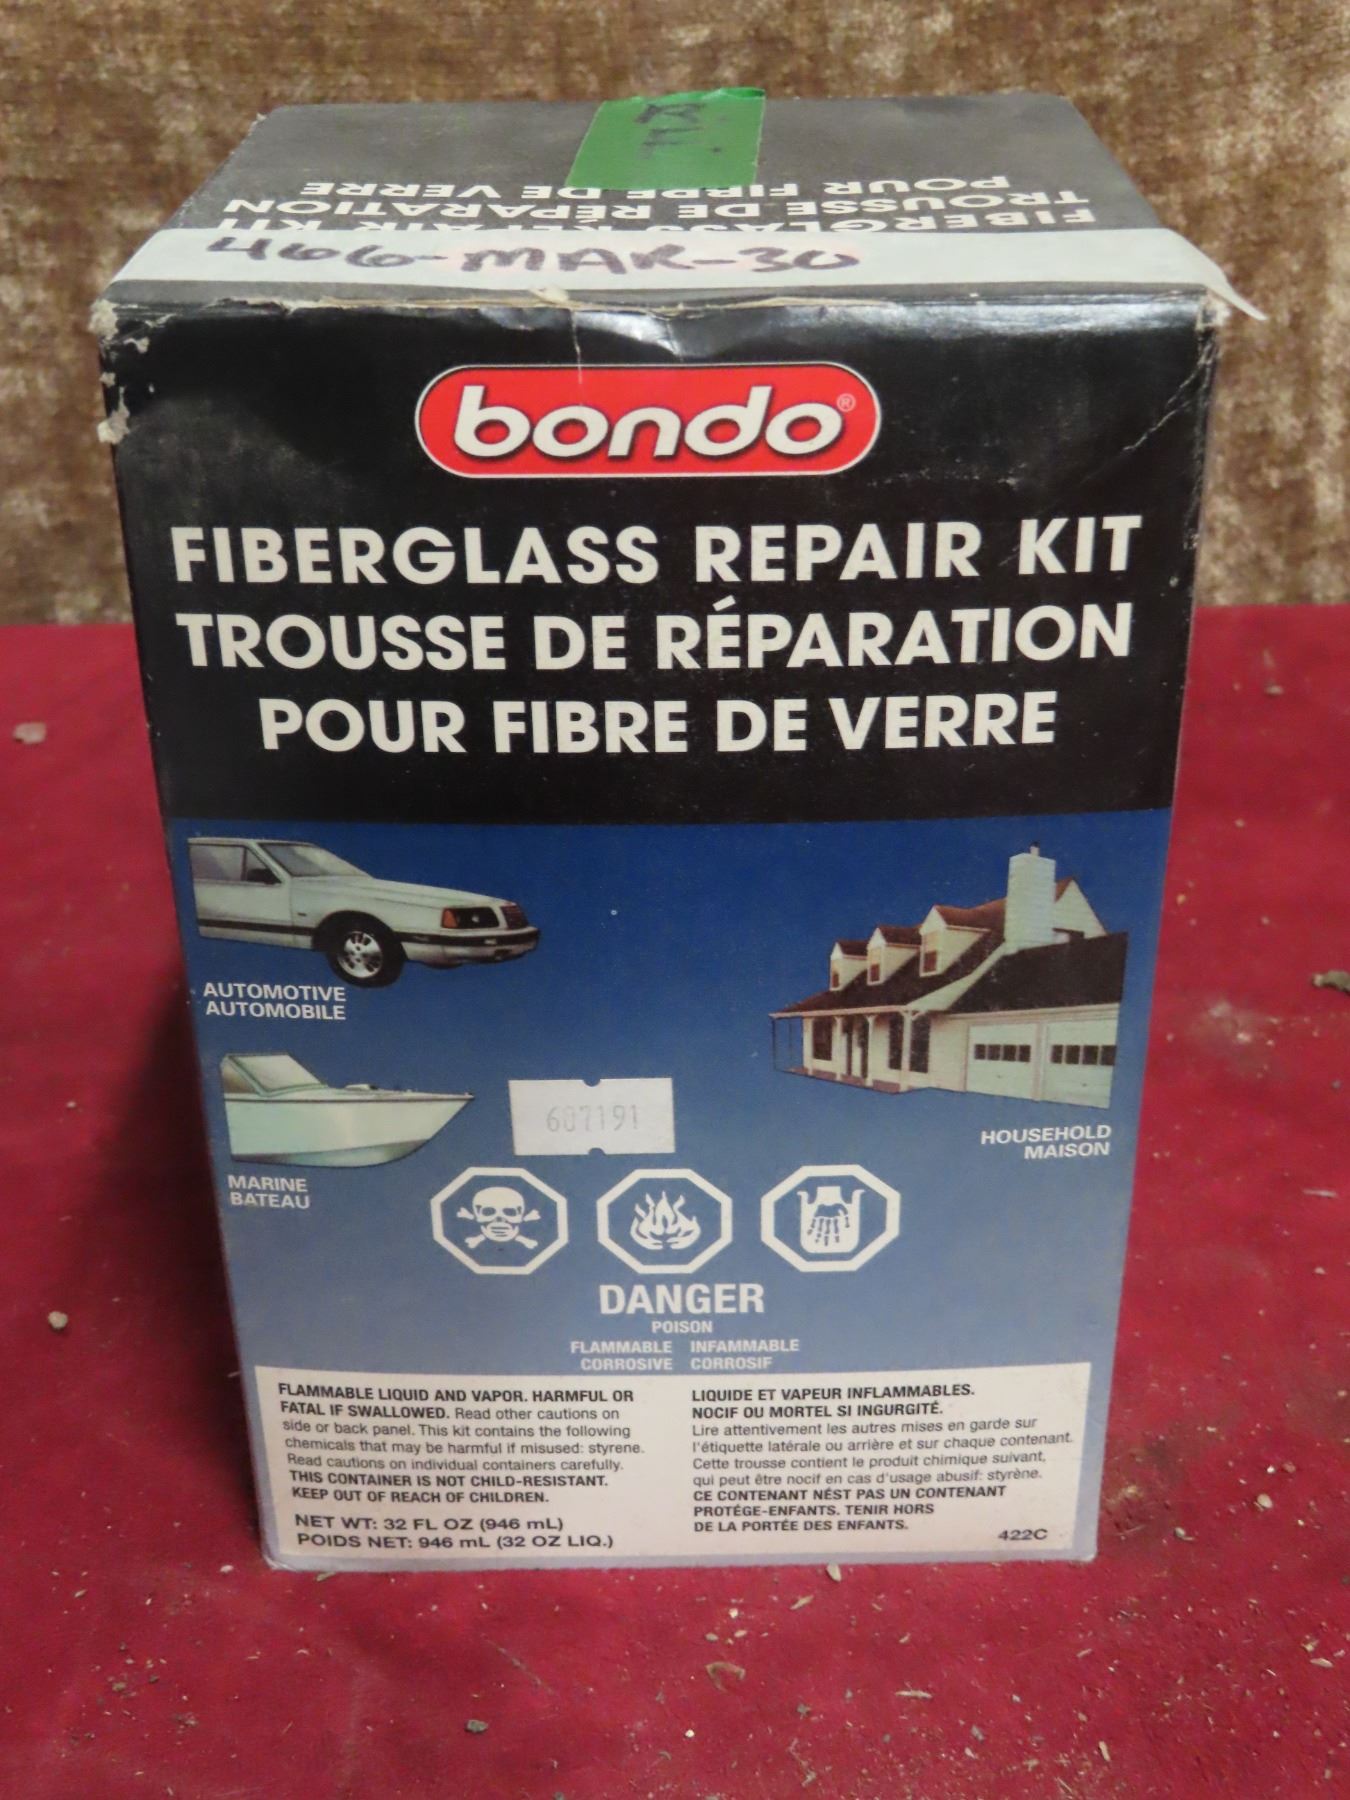 POUR FIBRE DE VERRE
TROUSSE DE RÉPARATION
FIBERGLASS REPAIR KIT
466-MAR-30
bondo®
FIBERGLASS REPAIR KIT
TROUSSE DE RÉPARATION
POUR FIBRE DE VERRE
AUTOMOTIVE
AUTOMOBILE
MARINE
BATEAU
607191
HOUSEHOLD
MAISON
DANGER
POISON
FLAMMABLE INFAMMABLE
CORROSIVE CORROSIF
FLAMMABLE LIQUID AND VAPOR. HARMFUL OR
FATAL IF SWALLOWED. Read other cautions on
side or back panel. This kit contains the following
chemicals that may be harmful if misused: styrene.
Read cautions on individual containers carefully.
THIS CONTAINER IS NOT CHILD-RESISTANT.
KEEP OUT OF REACH OF CHILDREN.
NET WT: 32 FL OZ (946 mL)
POIDS NET: 946 mL (32 OZ LIQ.)
LIQUIDE ET VAPEUR INFLAMMABLES.
NOCIF OU MORTEL SI INGURGITÉ.
Lire attentivement les autres mises en garde sur
l'étiquette latérale ou arrière et sur chaque contenant.
Cette trousse contient le produit chimique suivant,
qui peut être nocif en cas d'usage abusif: styrène.
CE CONTENANT NÉST PAS UN CONTENANT
PROTÉGE-ENFANTS. TENIR HORS
DE LA PORTÉE DES ENFANTS.
422C